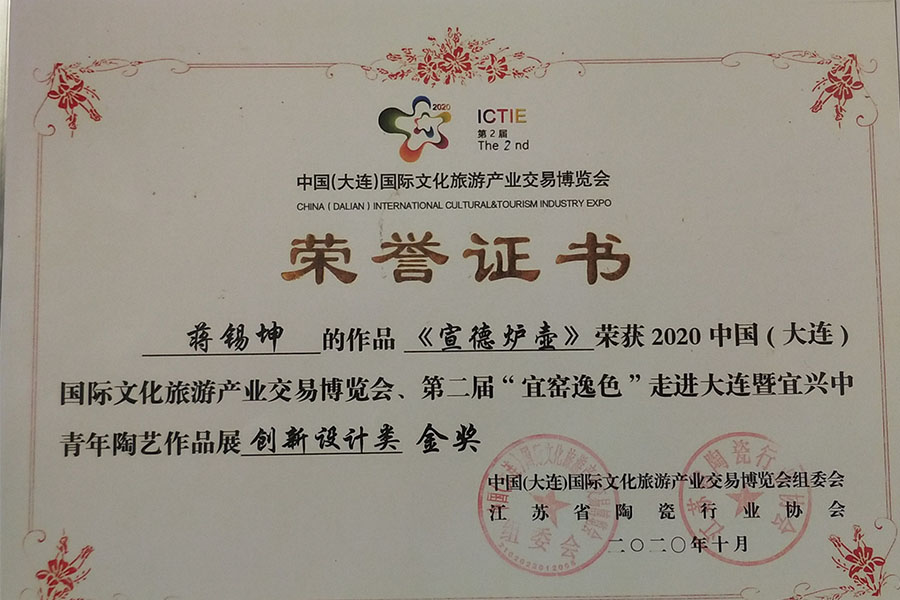 2020
ICTIE
第2届
The 2nd
中国(大连)国际文化旅游产业交易博览会
CHINA ( DALIAN ) INTERNATIONAL CULTURAL&TOURISM INDUSTRY EXPO
荣誉证书
蒋锡坤 的作品 《宣德炉壶》 荣获 2020 中国 ( 大连 )
国际文化旅游产业交易博览会、第二届“宜窑逸色”走进大连暨宜兴中
青年陶艺作品展 创新设计类 金奖
中国(大连)国际文化旅游产业交易博览会组委会
江苏省陶瓷行业协会
二〇二〇年十月